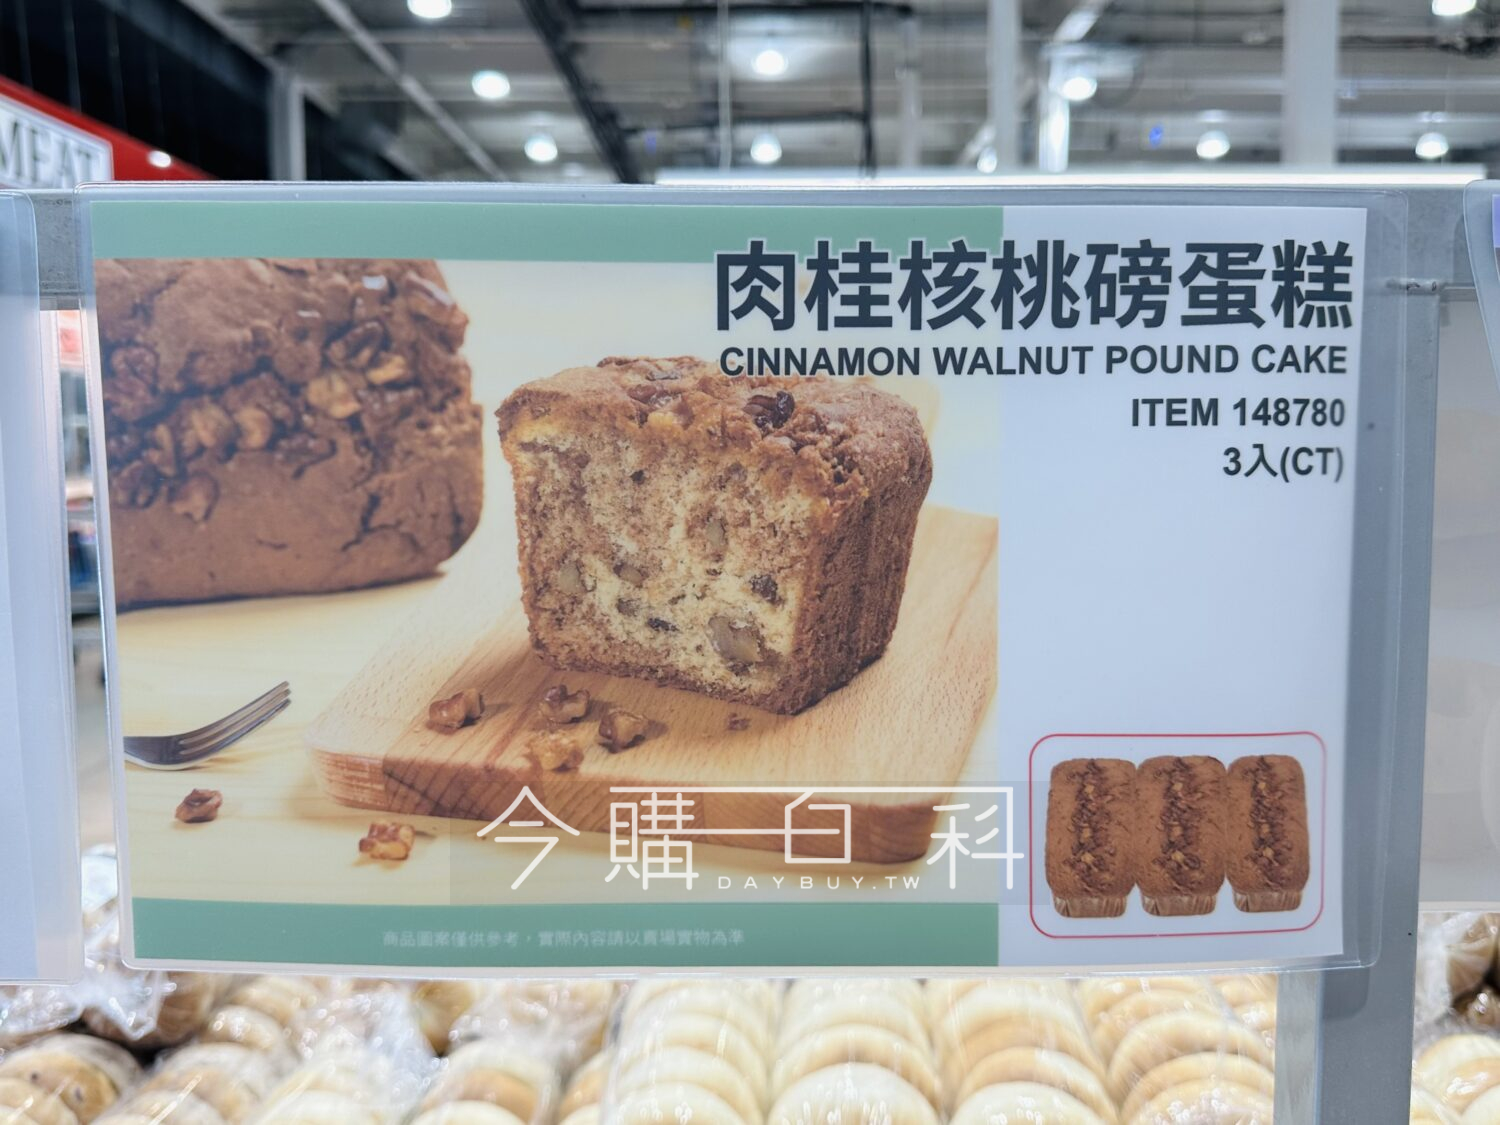 MEAT
肉桂核桃磅蛋糕
CINNAMON WALNUT POUND CAKE
ITEM 148780
3入(CT)
今購百科
DAYBUY.TW
商品圖案僅供參考，實際內容請以賣場實物為準